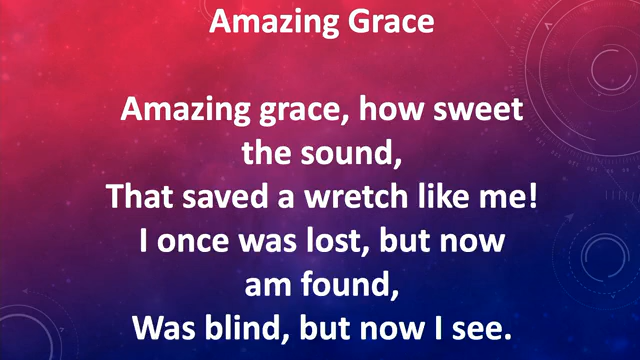 Amazing Grace
Amazing grace, how sweet
the sound,
That saved a wretch like me!
I once was lost, but now
am found,
Was blind, but now I see.